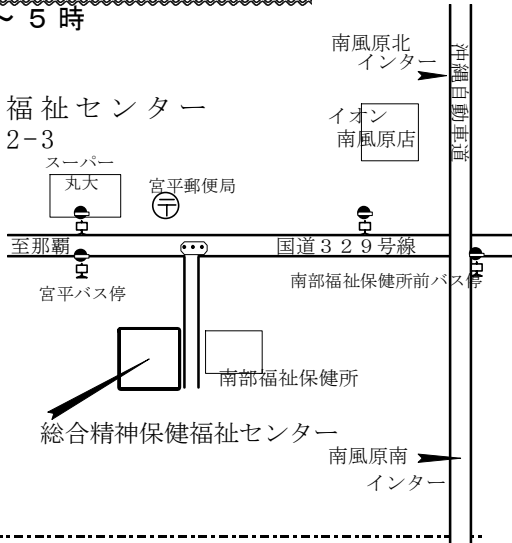 ～５時
南風原北
インター
沖縄自動車道
福祉センター
2-3
イオン
南風原店
スーパー
丸大
宮平郵便局
〒
至那覇
国道３２９号線
宮平バス停
南部福祉保健所前バス停
南部福祉保健所
総合精神保健福祉センター
南風原南
インター